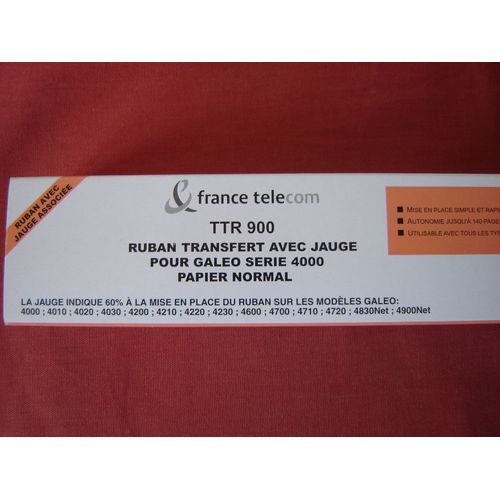 RUBAN AVEC
JAUGE ASSOCIÉE
france telecom
TTR 900
RUBAN TRANSFERT AVEC JAUGE
POUR GALEO SERIE 4000
PAPIER NORMAL
LA JAUGE INDIQUE 60% À LA MISE EN PLACE DU RUBAN SUR LES MODÈLES GALEO:
4000 ; 4010 ; 4020 ; 4030 ; 4200 ; 4210 ; 4220 ; 4230 ; 4600 ; 4700 ; 4710 ; 4720 ; 4830Net ; 4900Net
MISE EN PLACE SIMPLE ET RAPI
AUTONOMIE JUSQU'À 140 PAGE
UTILISABLE AVEC TOUS LES TYP